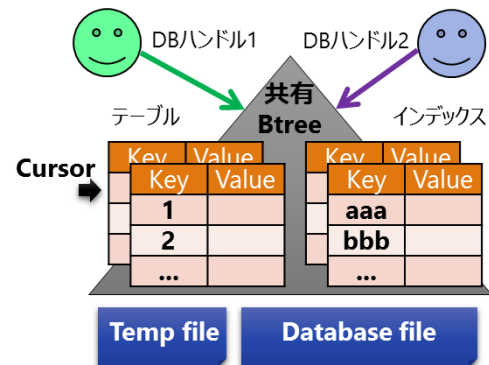 DBハンドル1
DBハンドル2
共有
Btree
テーブル
インデックス
Cursor
Key Value
Key Value
1
2
...
Key Value
Key Value
aaa
bbb
...
Temp file
Database file